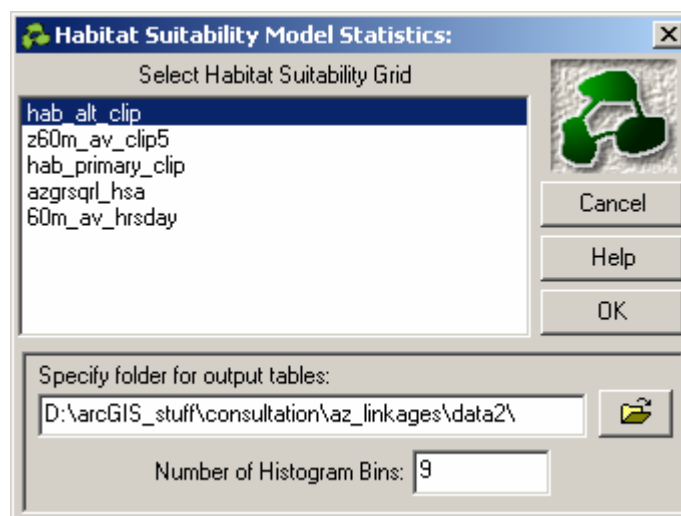 Habitat Suitability Model Statistics:
Select Habitat Suitability Grid
hab_alt_clip
z60m_av_clip5
hab_primary_clip
azgrsqrl_hsa
60m_av_hrsday
Cancel
Help
OK
Specify folder for output tables:
D:\arcGIS_stuff\consultation\az_linkages\data2\
Number of Histogram Bins: 9